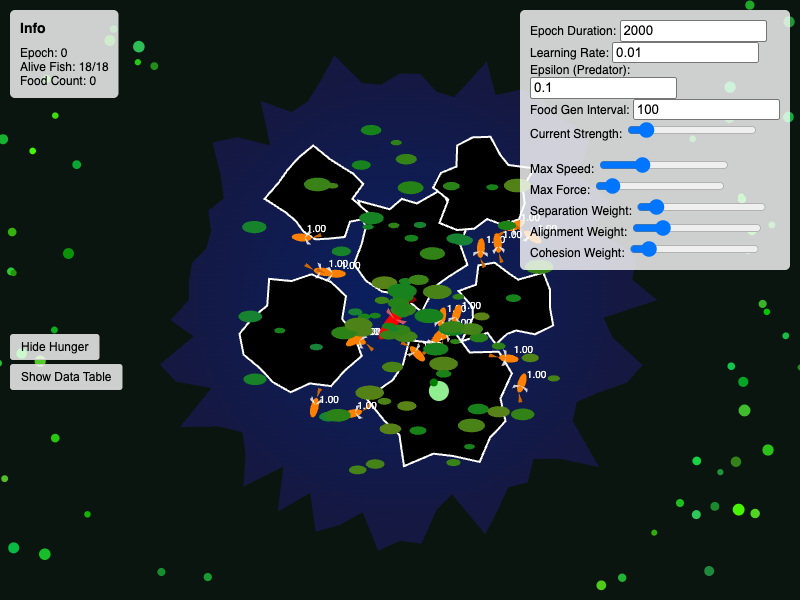 Info
Epoch: 0
Alive Fish: 18/18
Food Count: 0
Epoch Duration: 2000
Learning Rate: 0.01
Epsilon (Predator):
0.1
Food Gen Interval: 100
Current Strength:
Max Speed:
Max Force:
Separation Weight:
Alignment Weight:
Cohesion Weight:
1.00
1.00
1.00
1.00
1.00
1.00
1.00
1.00
1.00
Hide Hunger
Show Data Table